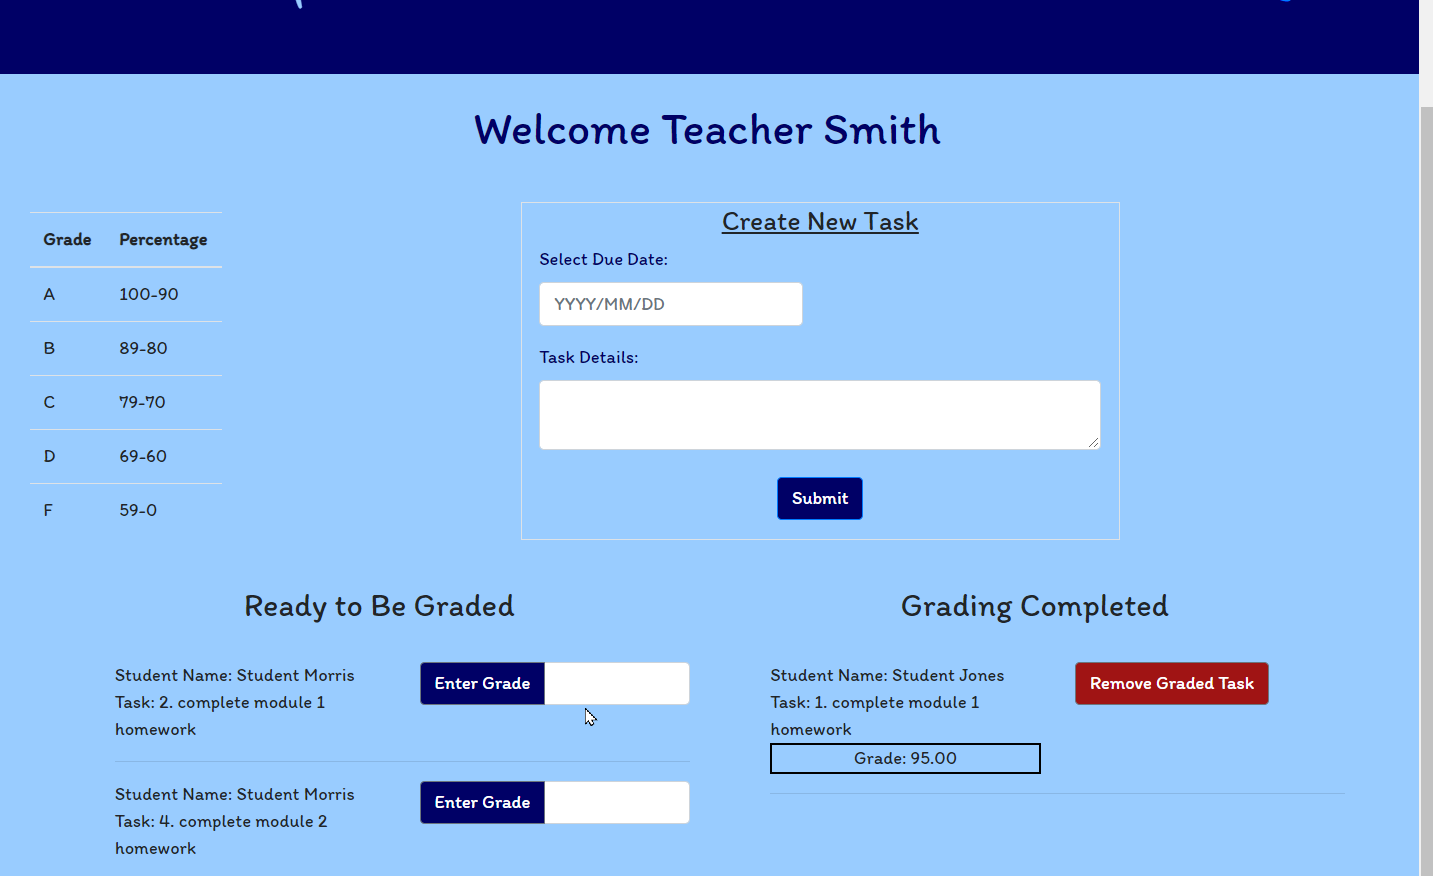 Welcome Teacher Smith
Grade Percentage
A 100-90
B 89-80
C 79-70
D 69-60
F 59-0
Create New Task
Select Due Date:
YYYY/MM/DD
Task Details:
Submit
Ready to Be Graded
Student Name: Student Morris
Task: 2. complete module 1
homework
Enter Grade
Student Name: Student Morris
Task: 4. complete module 2
homework
Enter Grade
Grading Completed
Student Name: Student Jones
Task: 1. complete module 1
homework
Grade: 95.00
Remove Graded Task